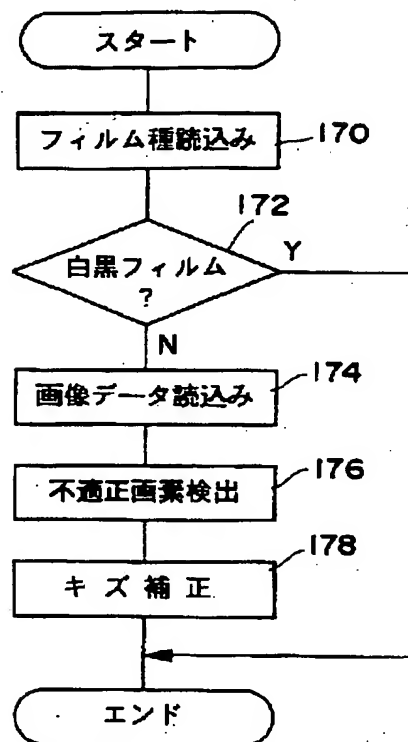 スタート
フィルム種読込み
170
172
白黒フィルム
?
Y
N
画像データ読込み
174
不適正画素検出
176
キズ補正
178
エンド